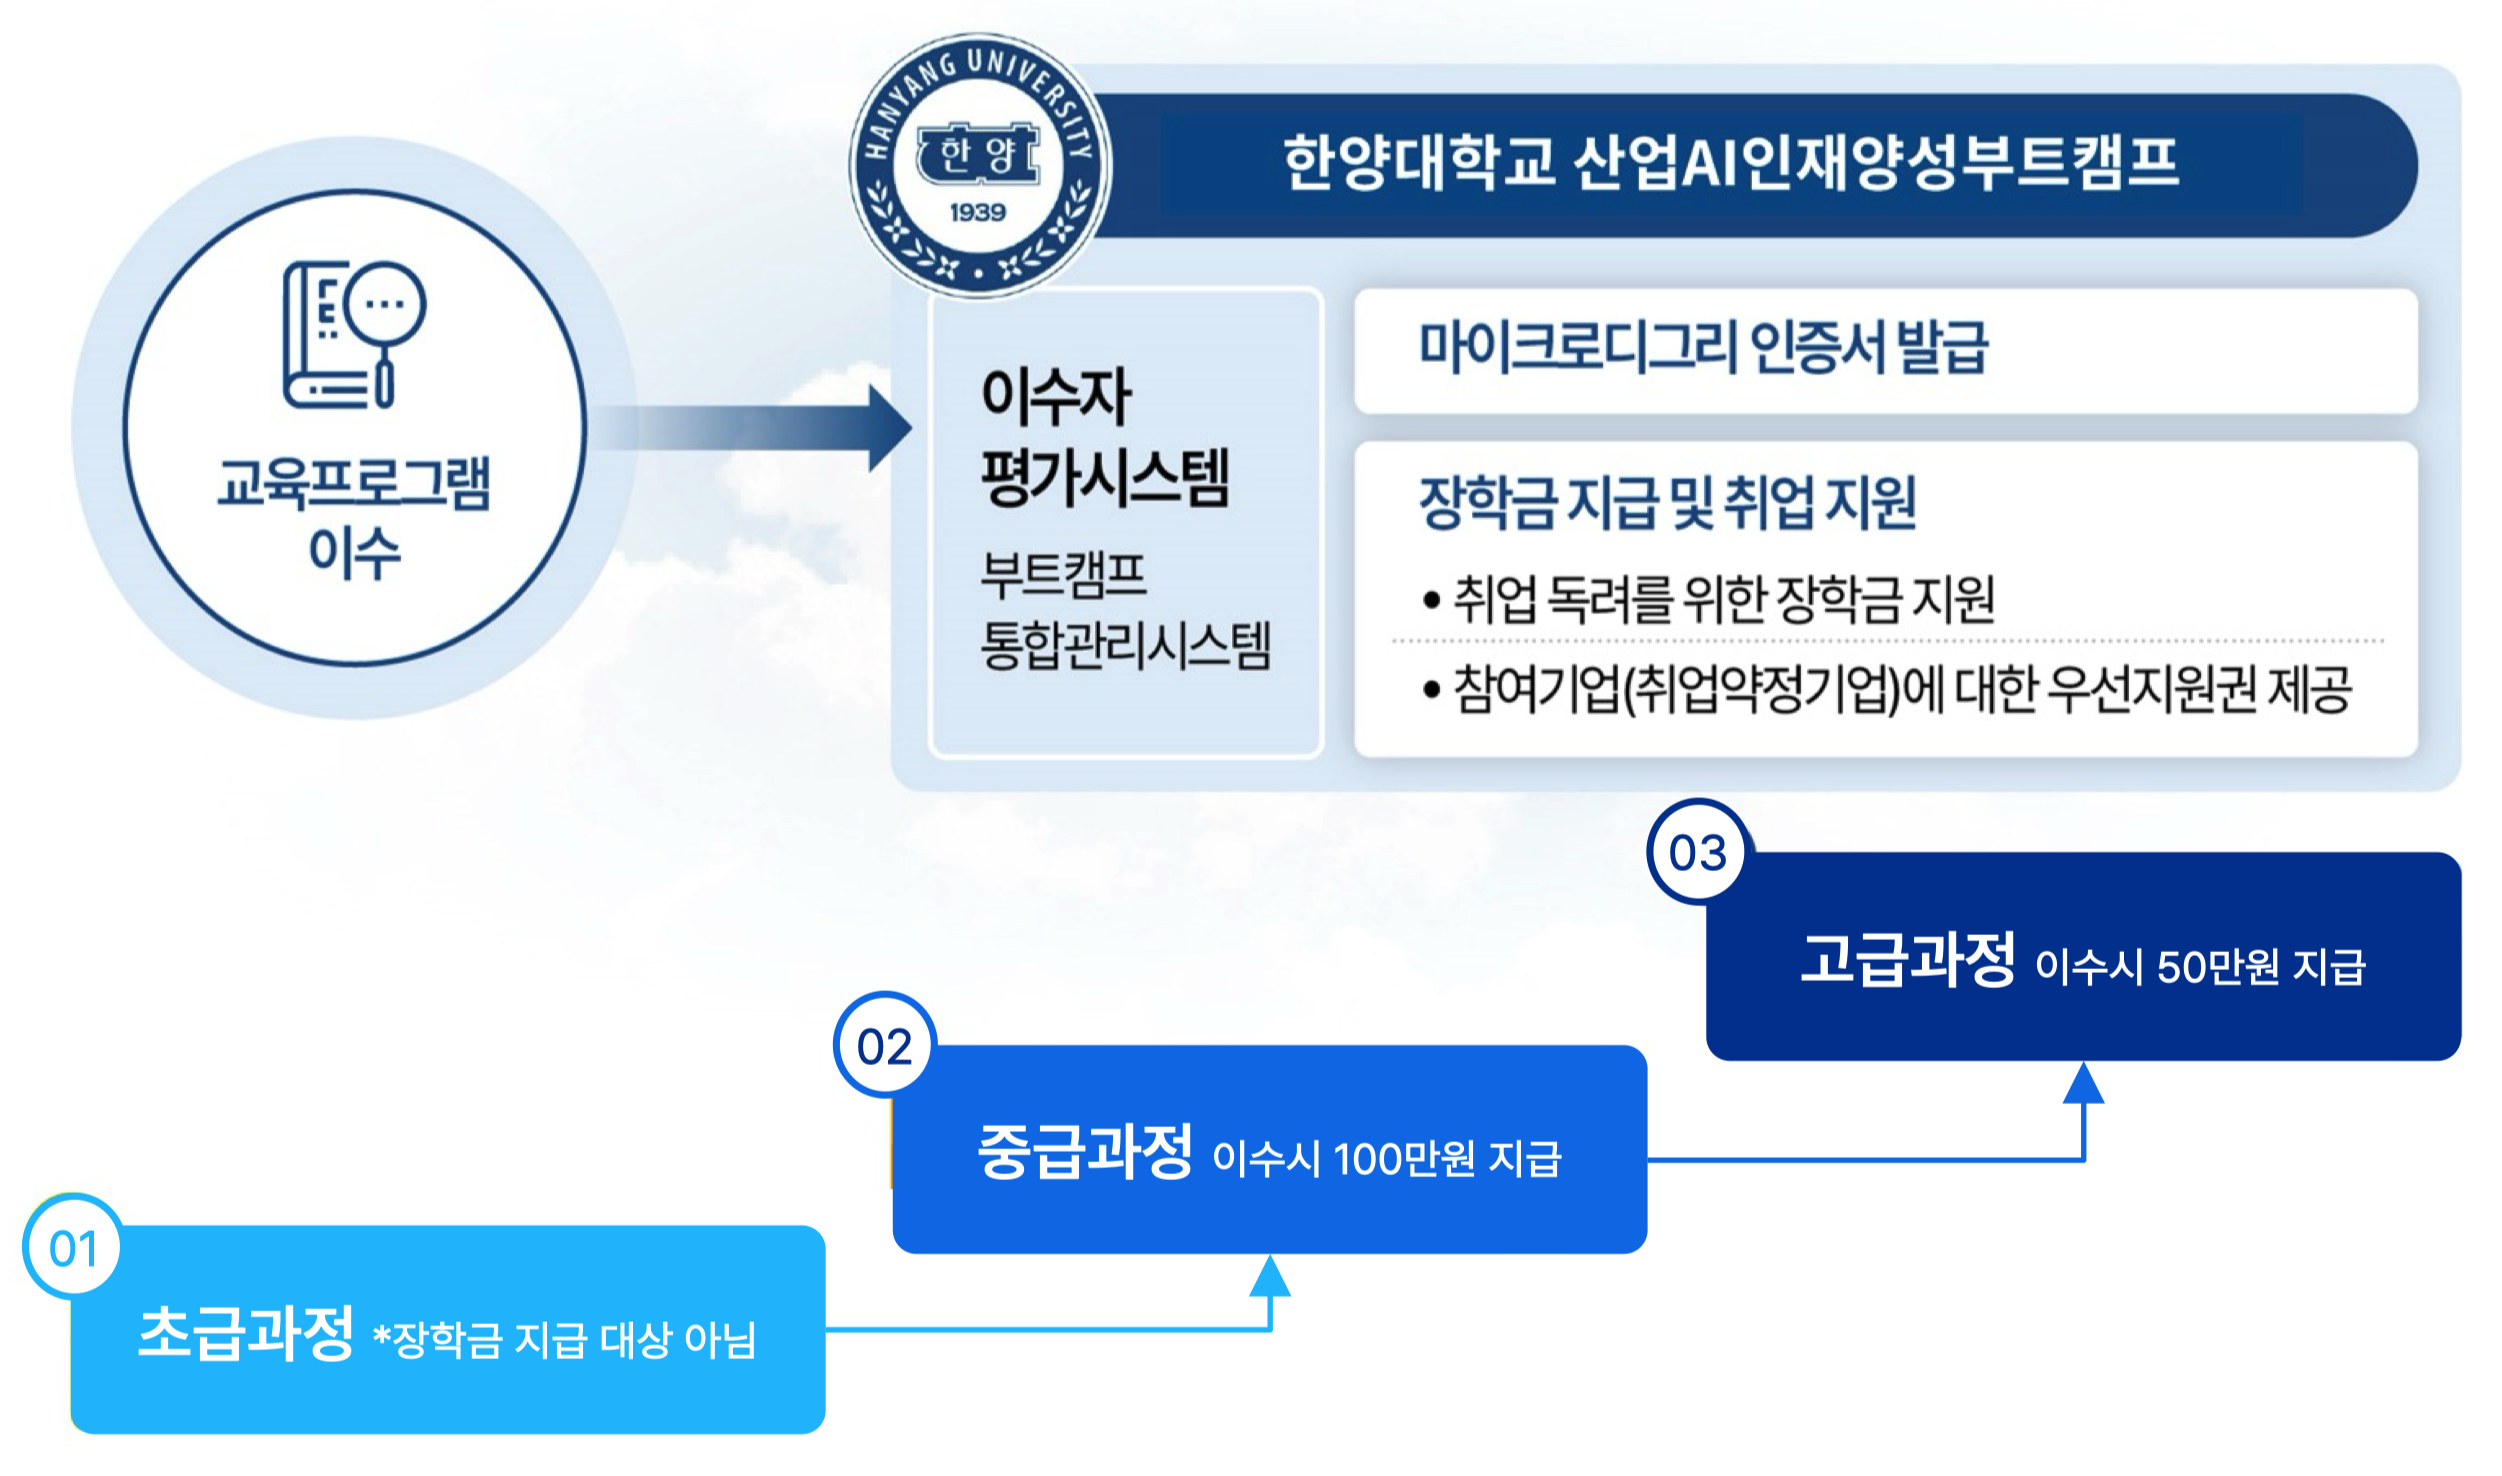 HANYANG UNIVERSITY
한양
1939
한양대학교 산업AI인재양성부트캠프
교육프로그램
이수
이수자
평가시스템
부트캠프
통합관리시스템
마이크로디그리 인증서 발급
장학금 지급 및 취업 지원
• 취업 독려를 위한 장학금 지원
• 참여기업(취업약정기업)에 대한 우선지원권 제공
03
고급과정 이수시 50만원 지급
02
중급과정 이수시 100만원 지급
01
초급과정 *장학금 지급 대상 아님